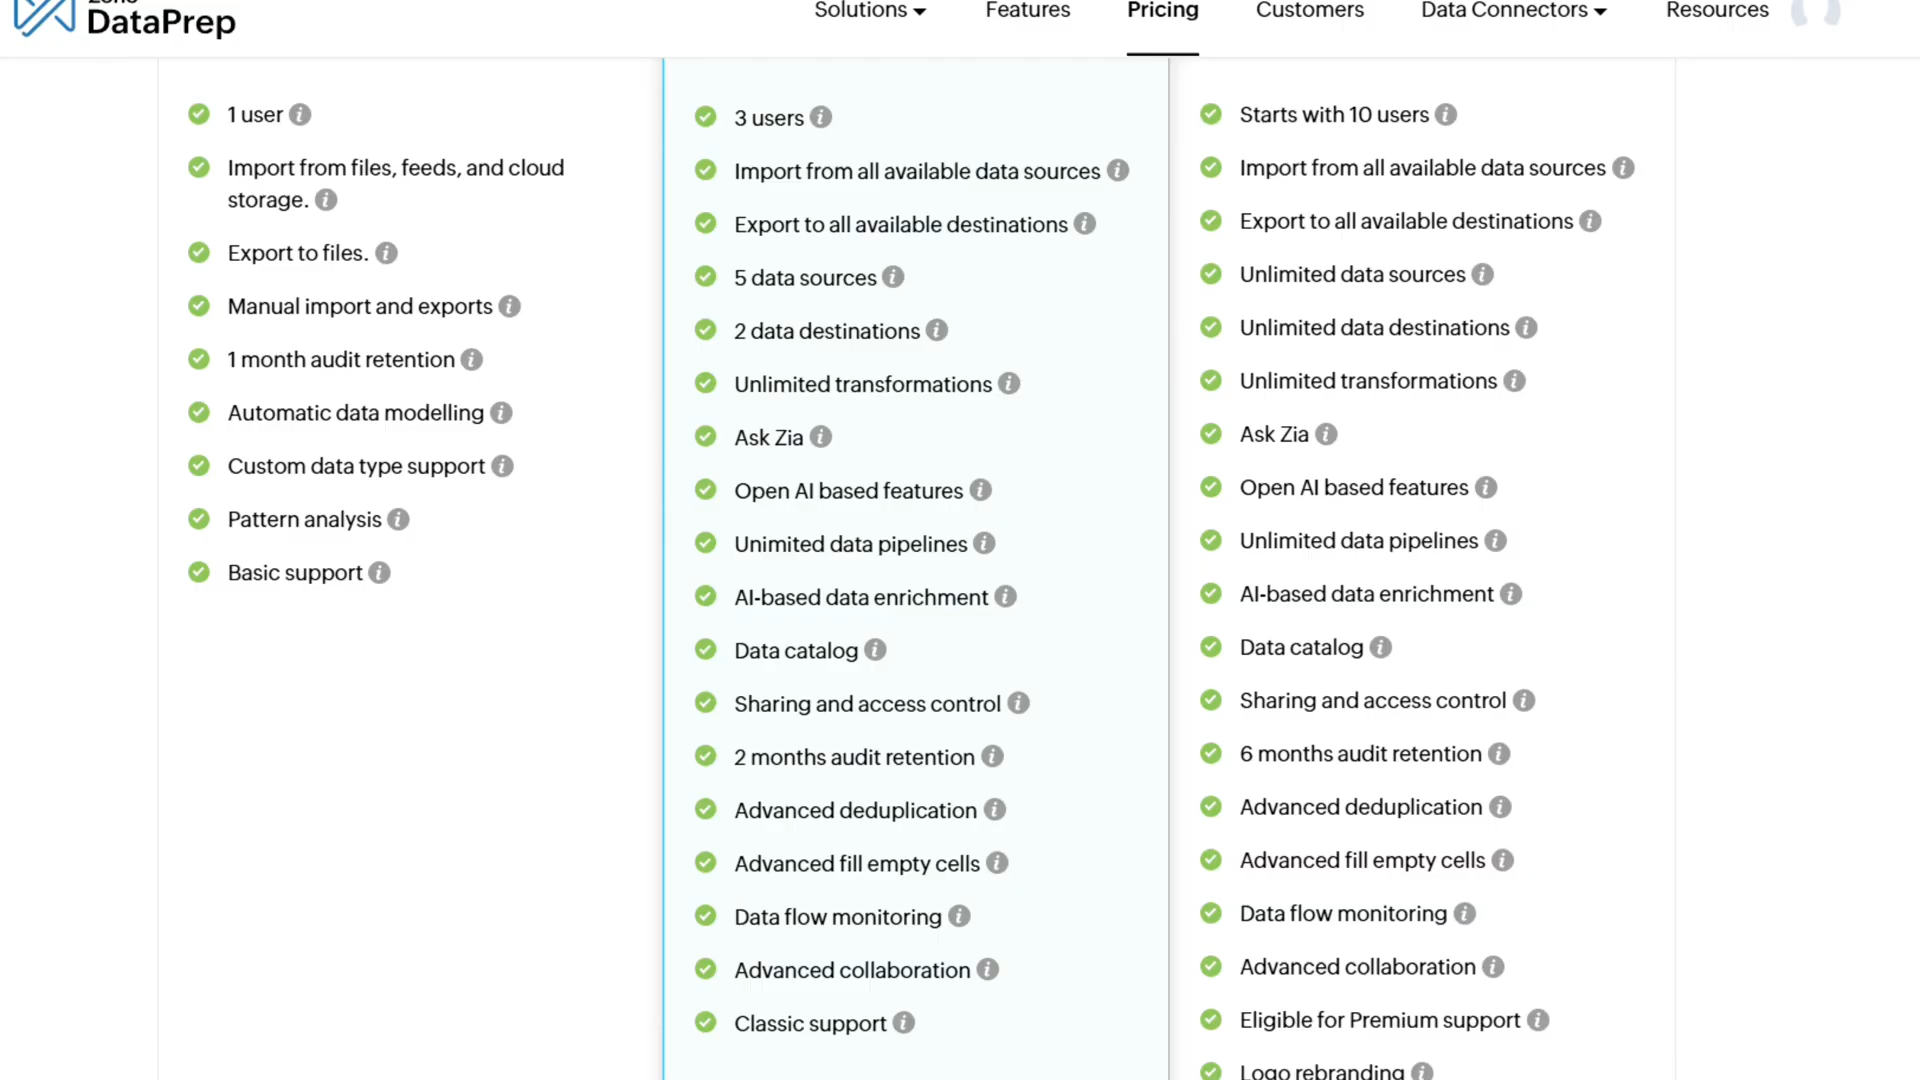 DataPrep
Solutions
Features
Pricing
Customers
Data Connectors
Resources
1 user
Import from files, feeds, and cloud
storage.
Export to files.
Manual import and exports
1 month audit retention
Automatic data modelling
Custom data type support
Pattern analysis
Basic support
3 users
Import from all available data sources
Export to all available destinations
5 data sources
2 data destinations
Unlimited transformations
Ask Zia
Open AI based features
Unimited data pipelines
AI-based data enrichment
Data catalog
Sharing and access control
2 months audit retention
Advanced deduplication
Advanced fill empty cells
Data flow monitoring
Advanced collaboration
Classic support
Starts with 10 users
Import from all available data sources
Export to all available destinations
Unlimited data sources
Unlimited data destinations
Unlimited transformations
Ask Zia
Open AI based features
Unlimited data pipelines
AI-based data enrichment
Data catalog
Sharing and access control
6 months audit retention
Advanced deduplication
Advanced fill empty cells
Data flow monitoring
Advanced collaboration
Eligible for Premium support
Logo rebranding